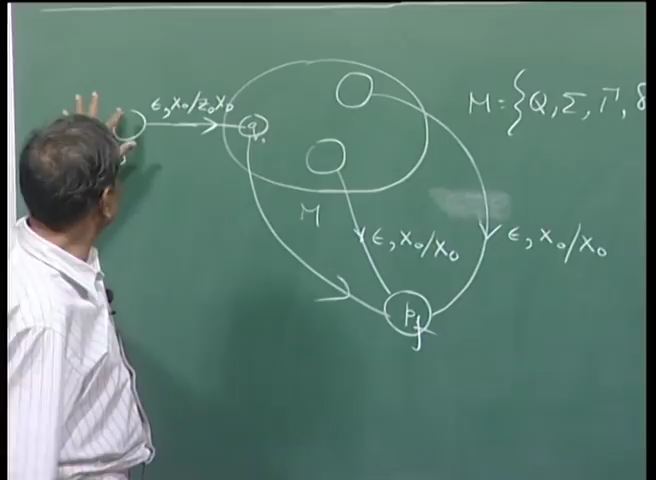 ϵ, X₀/Z₀X₀
q₀
M = {Q, Σ, Γ, δ
M
ϵ, X₀/X₀
ϵ, X₀/X₀
p_f